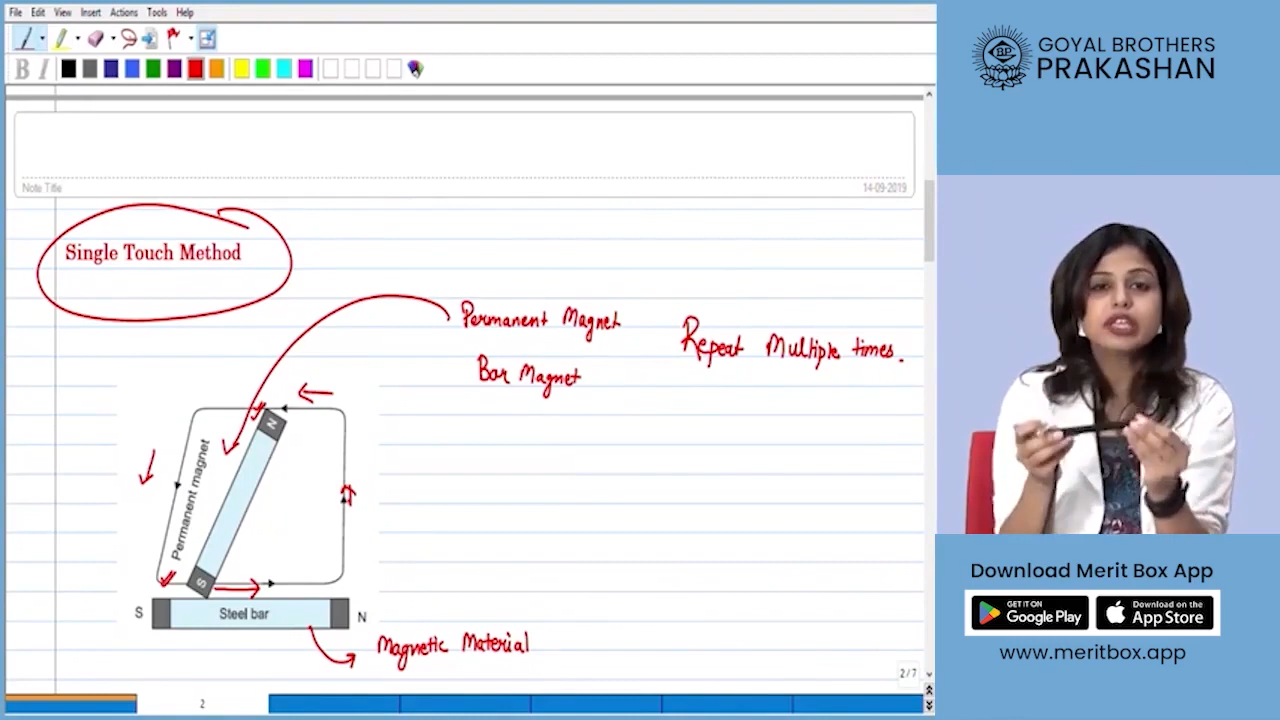 File Edit View Insert Actions Tools Help
B I
Note Title
14-09-2019
Single Touch Method
Permanent Magnet
Bar Magnet
Repeat Multiple times.
N
Permanent magnet
S
S
Steel bar
N
Magnetic Material
2 / 7
2
BP
GOYAL BROTHERS
PRAKASHAN
Download Merit Box App
GET IT ON
Google Play
Download on the
App Store
www.meritbox.app